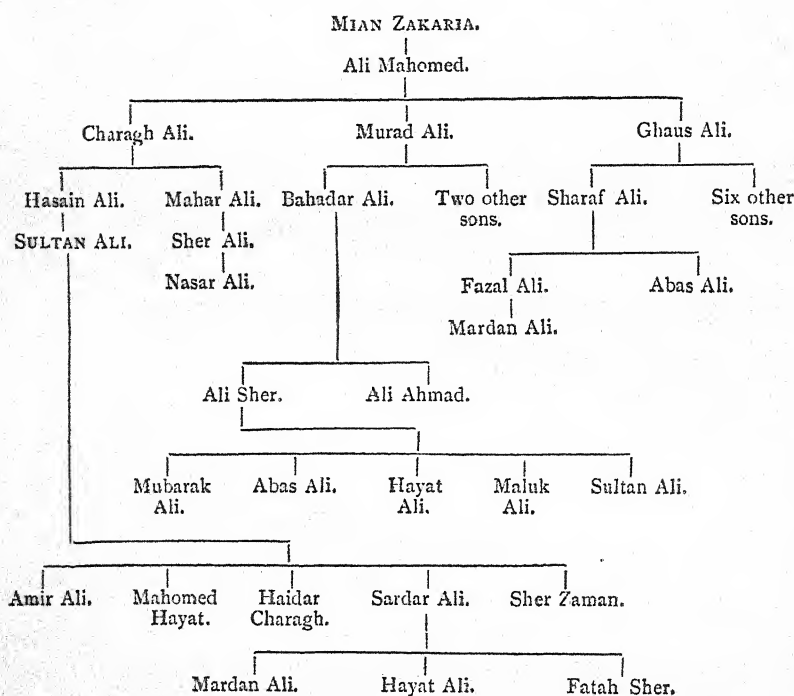 MIAN ZAKARIA.
Ali Mahomed.
Charagh Ali. Murad Ali. Ghaus Ali.
Hasain Ali. Mahar Ali. Bahadar Ali. Two other sons. Sharaf Ali. Six other sons.
SULTAN ALI. Sher Ali.
Nasar Ali. Fazal Ali. Abas Ali.
Mardan Ali.
Ali Sher. Ali Ahmad.
Mubarak Ali. Abas Ali. Hayat Ali. Maluk Ali. Sultan Ali.
Amir Ali. Mahomed Hayat. Haidar Charagh. Sardar Ali. Sher Zaman.
Mardan Ali. Hayat Ali. Fatah Sher.